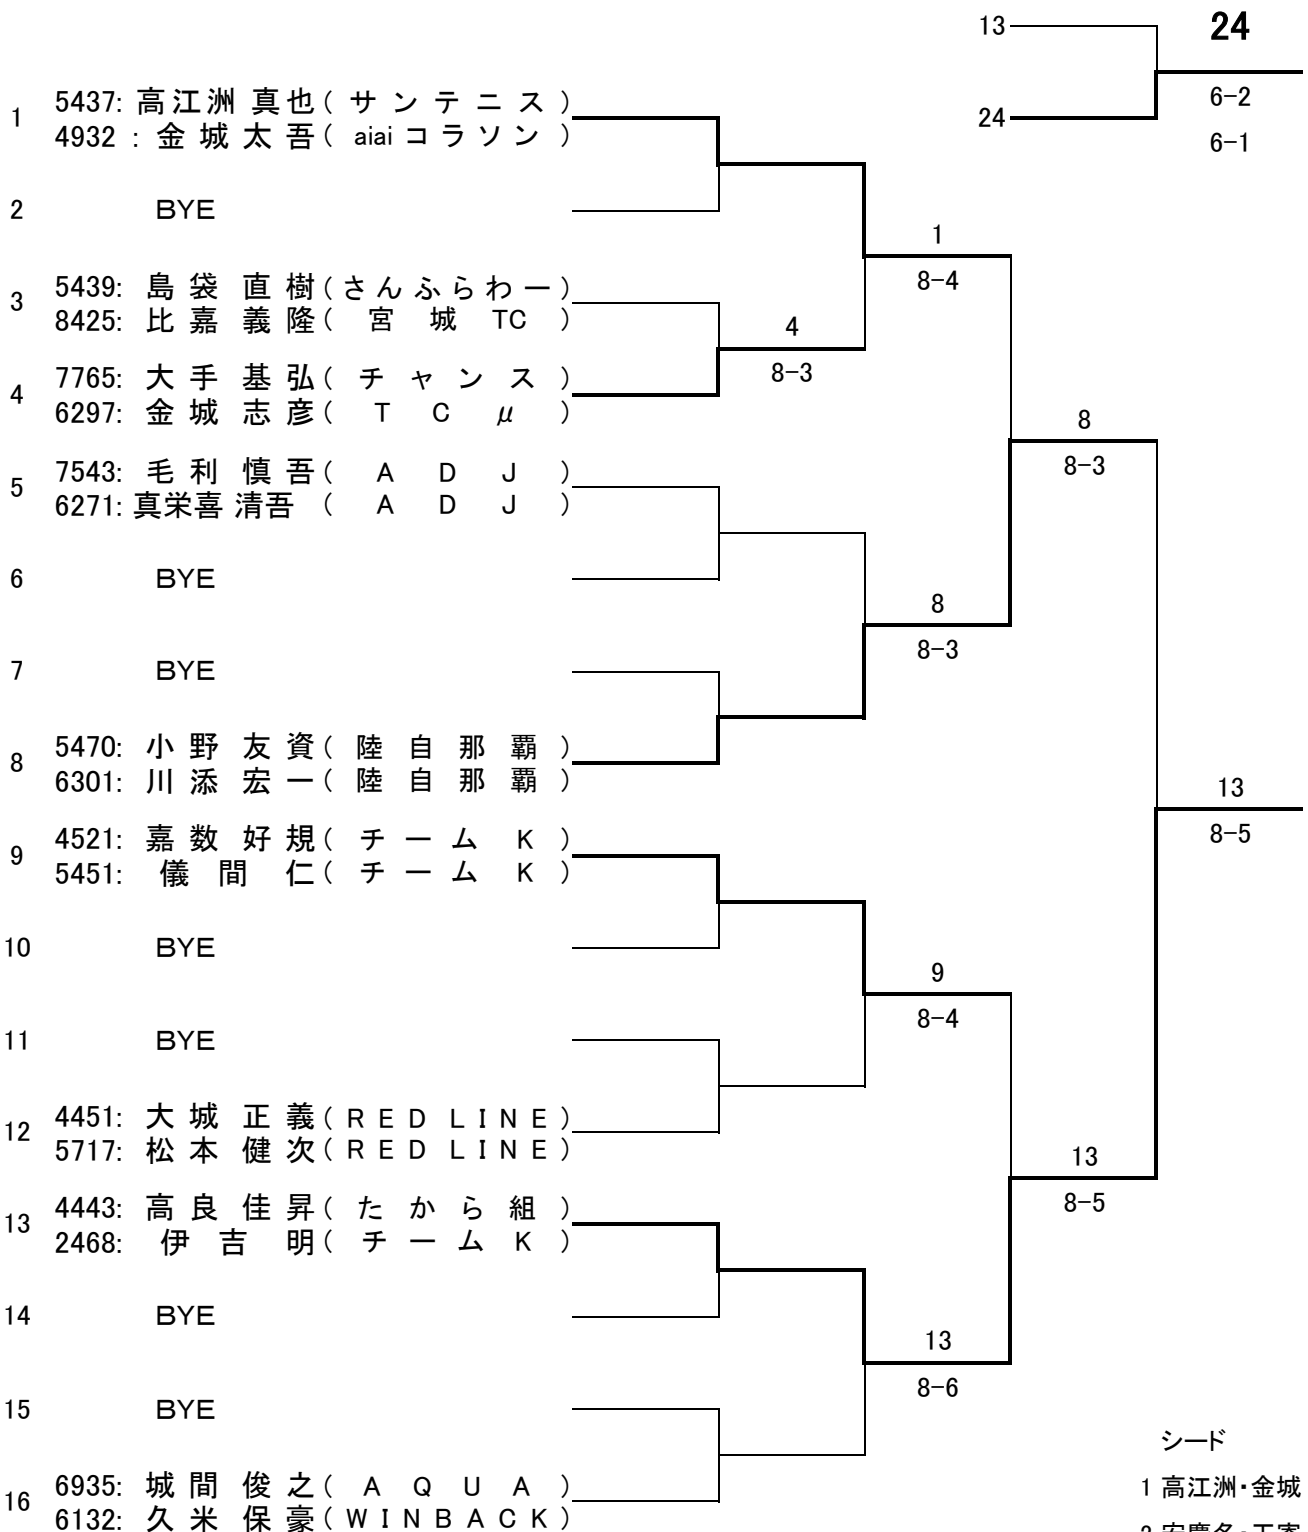 13
24
24
6-2
6-1
1
5437: 高江洲 真也( サ ン テ ニ ス )
4932 : 金 城 太 吾( aiai コ ラ ソ ン )
2 BYE
1
8-4
3
5439: 島 袋 直 樹( さ ん ふ ら わ ー )
8425: 比 嘉 義 隆( 宮 城 TC )
4
8-3
4
7765: 大 手 基 弘( チ ャ ン ス )
6297: 金 城 志 彦( T C μ )
8
8-3
5
7543: 毛 利 慎 吾( A D J )
6271: 真栄喜 清吾 ( A D J )
6 BYE
8
8-3
7 BYE
8
5470: 小 野 友 資( 陸 自 那 覇 )
6301: 川 添 宏 一( 陸 自 那 覇 )
13
8-5
9
4521: 嘉 数 好 規( チ ー ム K )
5451: 儀 間 仁( チ ー ム K )
10 BYE
9
8-4
11 BYE
12
4451: 大 城 正 義( R E D L I N E )
5717: 松 本 健 次( R E D L I N E )
13
8-5
13
4443: 高 良 佳 昇( た か ら 組 )
2468: 伊 吉 明( チ ー ム K )
14 BYE
13
8-6
15 BYE
16
6935: 城 間 俊 之( A Q U A )
6132: 久 米 保 豪( W I N B A C K )
シード
1 高江洲・金城